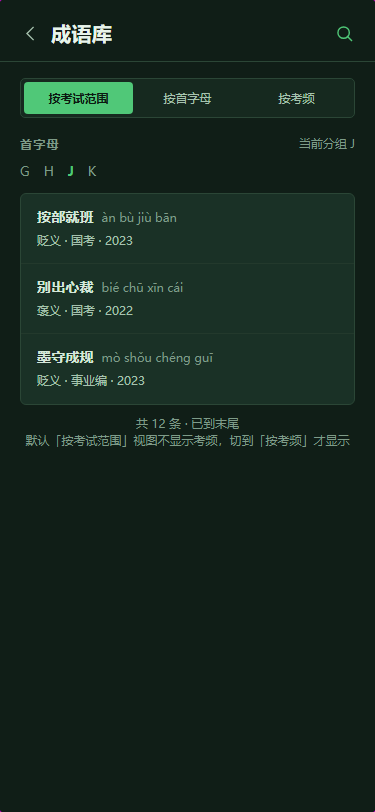 成语库
按考试范围 按首字母 按考频
首字母 当前分组 J
G H J K
按部就班 àn bù jiù bān
贬义 · 国考 · 2023
别出心裁 bié chū xīn cái
褒义 · 国考 · 2022
墨守成规 mò shǒu chéng guī
贬义 · 事业编 · 2023
共 12 条 · 已到末尾
默认「按考试范围」视图不显示考频，切到「按考频」才显示